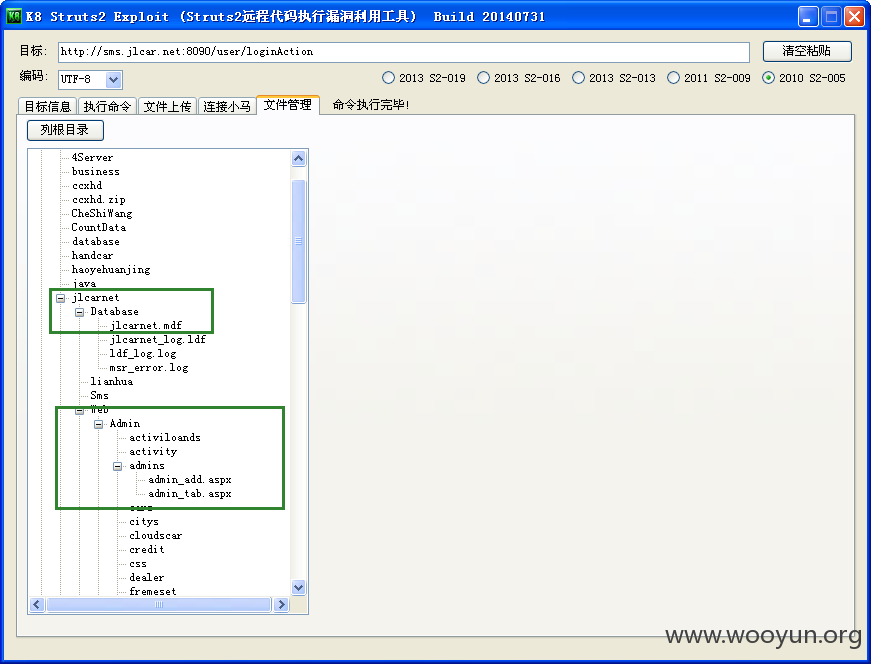 K8 K8 Struts2 Exploit (Struts2远程代码执行漏洞利用工具) Build 20140731
目标: http://sms.jlcar.net:8090/user/loginAction 清空粘贴
编码: UTF-8 2013 S2-019 2013 S2-016 2013 S2-013 2011 S2-009 2010 S2-005
目标信息 执行命令 文件上传 连接小马 文件管理 命令执行完毕!
列根目录
4Server
business
ccxhd
ccxhd.zip
CheShiWang
CountData
database
handcar
haoyehuanjing
java
jlcarnet
Database
jlcarnet.mdf
jlcarnet_log.ldf
ldf_log.log
msr_error.log
lianhua
Sms
Web
Admin
activiloands
activity
admins
admin_add.aspx
admin_tab.aspx
citys
cloudscar
credit
css
dealer
fremeset
www.wooyun.org